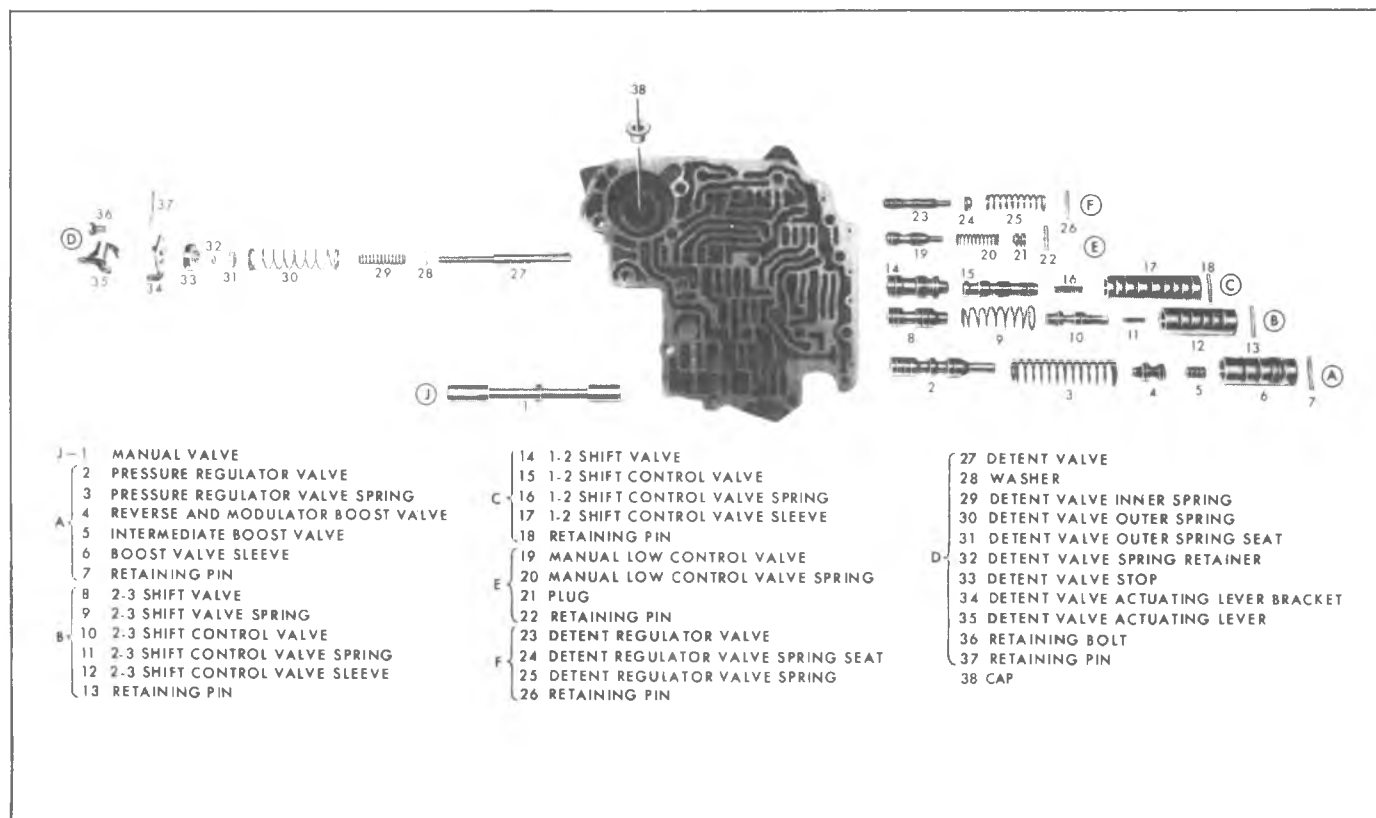 38
37
36
D
35
34
33
32
31
30
29
28
27
23
24
25
26
F
19
20
21
22
E
14
15
16
17
18
C
8
9
10
11
12
13
B
2
3
4
5
6
7
A
J
1
J-1 MANUAL VALVE
A
2 PRESSURE REGULATOR VALVE
3 PRESSURE REGULATOR VALVE SPRING
4 REVERSE AND MODULATOR BOOST VALVE
5 INTERMEDIATE BOOST VALVE
6 BOOST VALVE SLEEVE
7 RETAINING PIN
B
8 2-3 SHIFT VALVE
9 2-3 SHIFT VALVE SPRING
10 2-3 SHIFT CONTROL VALVE
11 2-3 SHIFT CONTROL VALVE SPRING
12 2-3 SHIFT CONTROL VALVE SLEEVE
13 RETAINING PIN
C
14 1-2 SHIFT VALVE
15 1-2 SHIFT CONTROL VALVE
16 1-2 SHIFT CONTROL VALVE SPRING
17 1-2 SHIFT CONTROL VALVE SLEEVE
18 RETAINING PIN
E
19 MANUAL LOW CONTROL VALVE
20 MANUAL LOW CONTROL VALVE SPRING
21 PLUG
22 RETAINING PIN
F
23 DETENT REGULATOR VALVE
24 DETENT REGULATOR VALVE SPRING SEAT
25 DETENT REGULATOR VALVE SPRING
26 RETAINING PIN
D
27 DETENT VALVE
28 WASHER
29 DETENT VALVE INNER SPRING
30 DETENT VALVE OUTER SPRING
31 DETENT VALVE OUTER SPRING SEAT
32 DETENT VALVE SPRING RETAINER
33 DETENT VALVE STOP
34 DETENT VALVE ACTUATING LEVER BRACKET
35 DETENT VALVE ACTUATING LEVER
36 RETAINING BOLT
37 RETAINING PIN
38 CAP